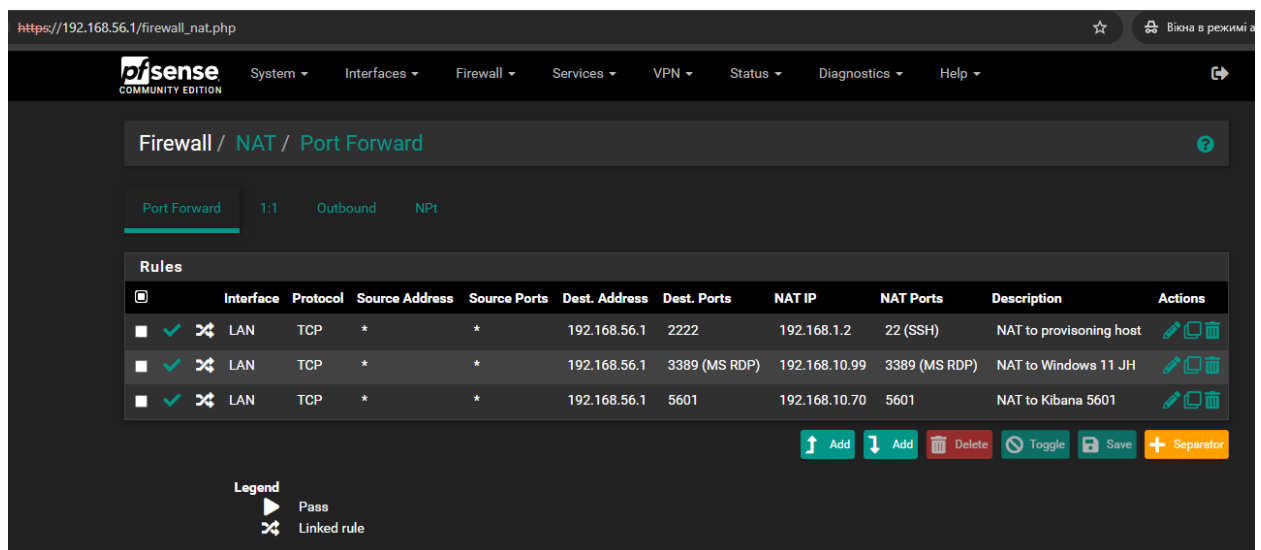 https://192.168.56.1/firewall_nat.php Вікна в режимі а
pfsense COMMUNITY EDITION System Interfaces Firewall Services VPN Status Diagnostics Help
Firewall / NAT / Port Forward
Port Forward 1:1 Outbound NPt
Rules
Interface Protocol Source Address Source Ports Dest. Address Dest. Ports NAT IP NAT Ports Description Actions
LAN TCP * * 192.168.56.1 2222 192.168.1.2 22 (SSH) NAT to provisoning host
LAN TCP * * 192.168.56.1 3389 (MS RDP) 192.168.10.99 3389 (MS RDP) NAT to Windows 11 JH
LAN TCP * * 192.168.56.1 5601 192.168.10.70 5601 NAT to Kibana 5601
Add Add Delete Toggle Save Separator
Legend
Pass
Linked rule